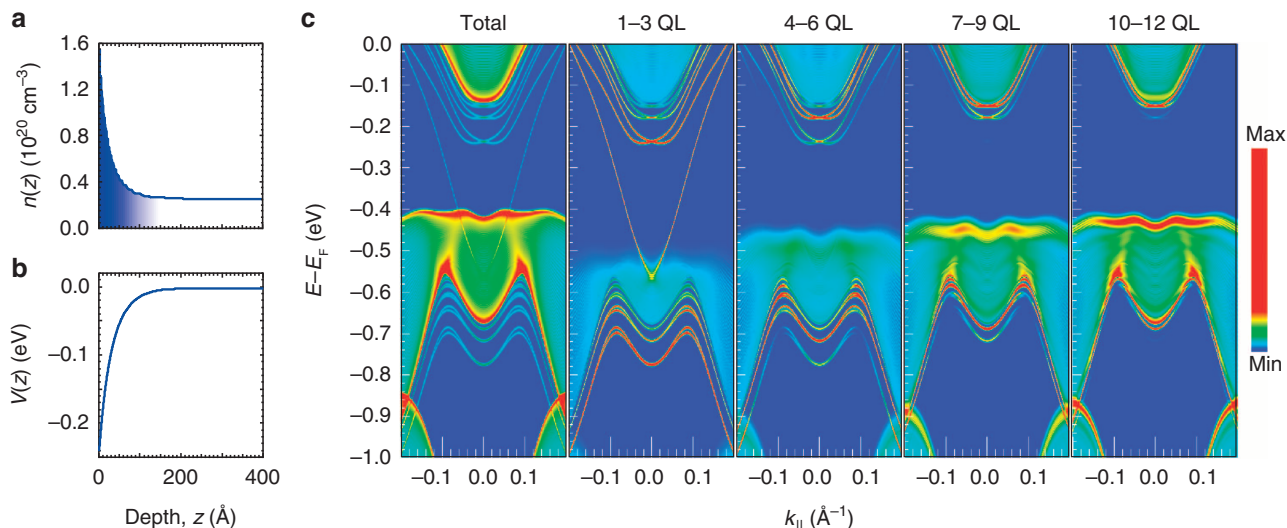 a
n(z) (10²⁰ cm⁻³)
1.6
1.2
0.8
0.4
0.0
b
V(z) (eV)
0.0
−0.1
−0.2
0
200
400
Depth, z (Å)
c
Total
1–3 QL
4–6 QL
7–9 QL
10–12 QL
E–E_F (eV)
0.0
−0.1
−0.2
−0.3
−0.4
−0.5
−0.6
−0.7
−0.8
−0.9
−1.0
−0.1 0.0 0.1
−0.1 0.0 0.1
−0.1 0.0 0.1
−0.1 0.0 0.1
−0.1 0.0 0.1
k_|| (Å⁻¹)
Max
Min